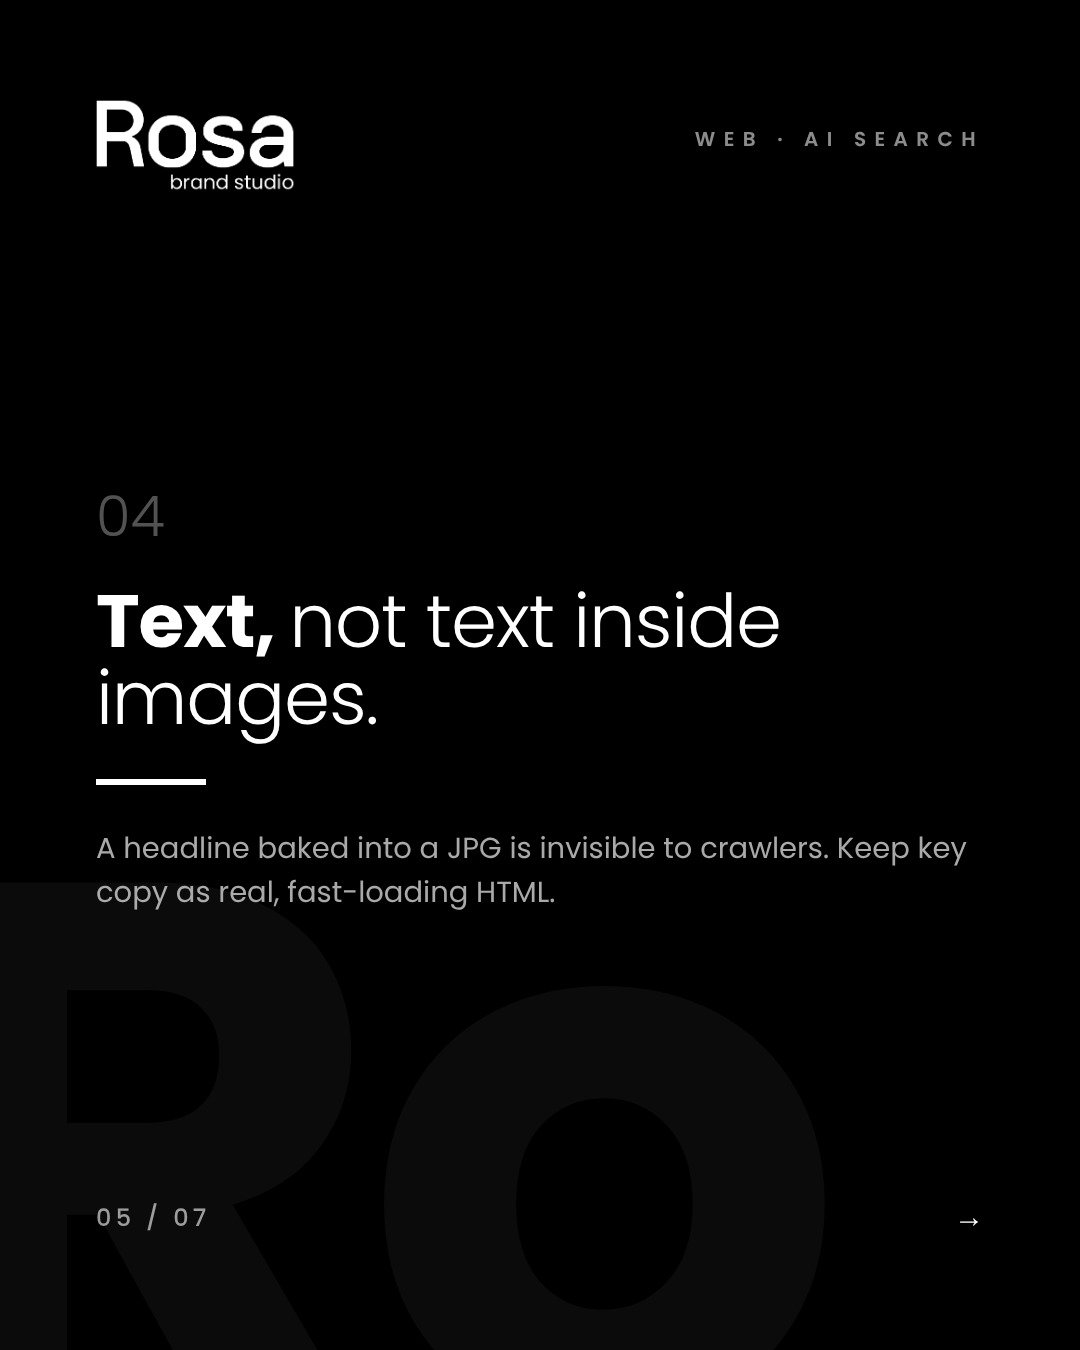 Rosa
brand studio
WEB · AI SEARCH
04
Text, not text inside
images.
A headline baked into a JPG is invisible to crawlers. Keep key
copy as real, fast-loading HTML.
Ro
05 / 07
→